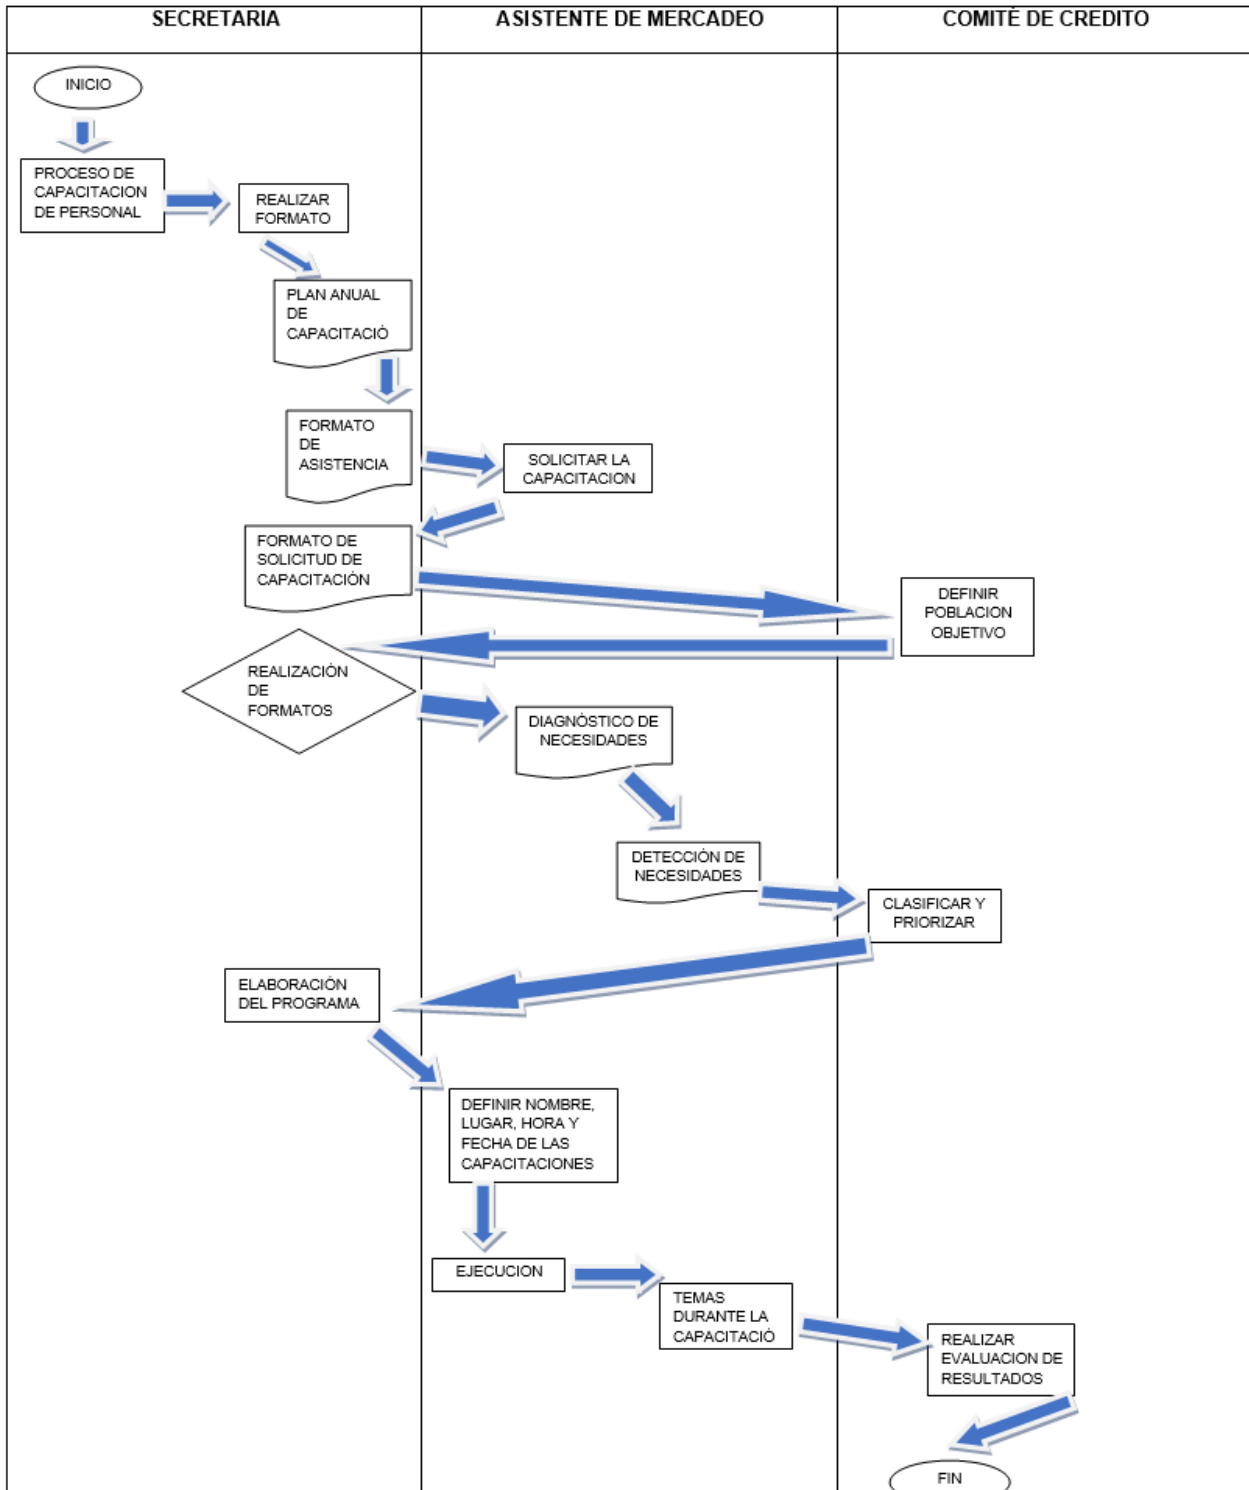 SECRETARIA
ASISTENTE DE MERCADEO
COMITÉ DE CREDITO
INICIO
PROCESO DE
CAPACITACION
DE PERSONAL
REALIZAR
FORMATO
PLAN ANUAL
DE
CAPACITACIÓ
FORMATO
DE
ASISTENCIA
SOLICITAR LA
CAPACITACION
FORMATO DE
SOLICITUD DE
CAPACITACIÓN
DEFINIR
POBLACION
OBJETIVO
REALIZACIÓN
DE
FORMATOS
DIAGNÓSTICO DE
NECESIDADES
DETECCIÓN DE
NECESIDADES
CLASIFICAR Y
PRIORIZAR
ELABORACIÓN
DEL PROGRAMA
DEFINIR NOMBRE,
LUGAR, HORA Y
FECHA DE LAS
CAPACITACIONES
EJECUCION
TEMAS
DURANTE LA
CAPACITACIÓ
REALIZAR
EVALUACION DE
RESULTADOS
FIN